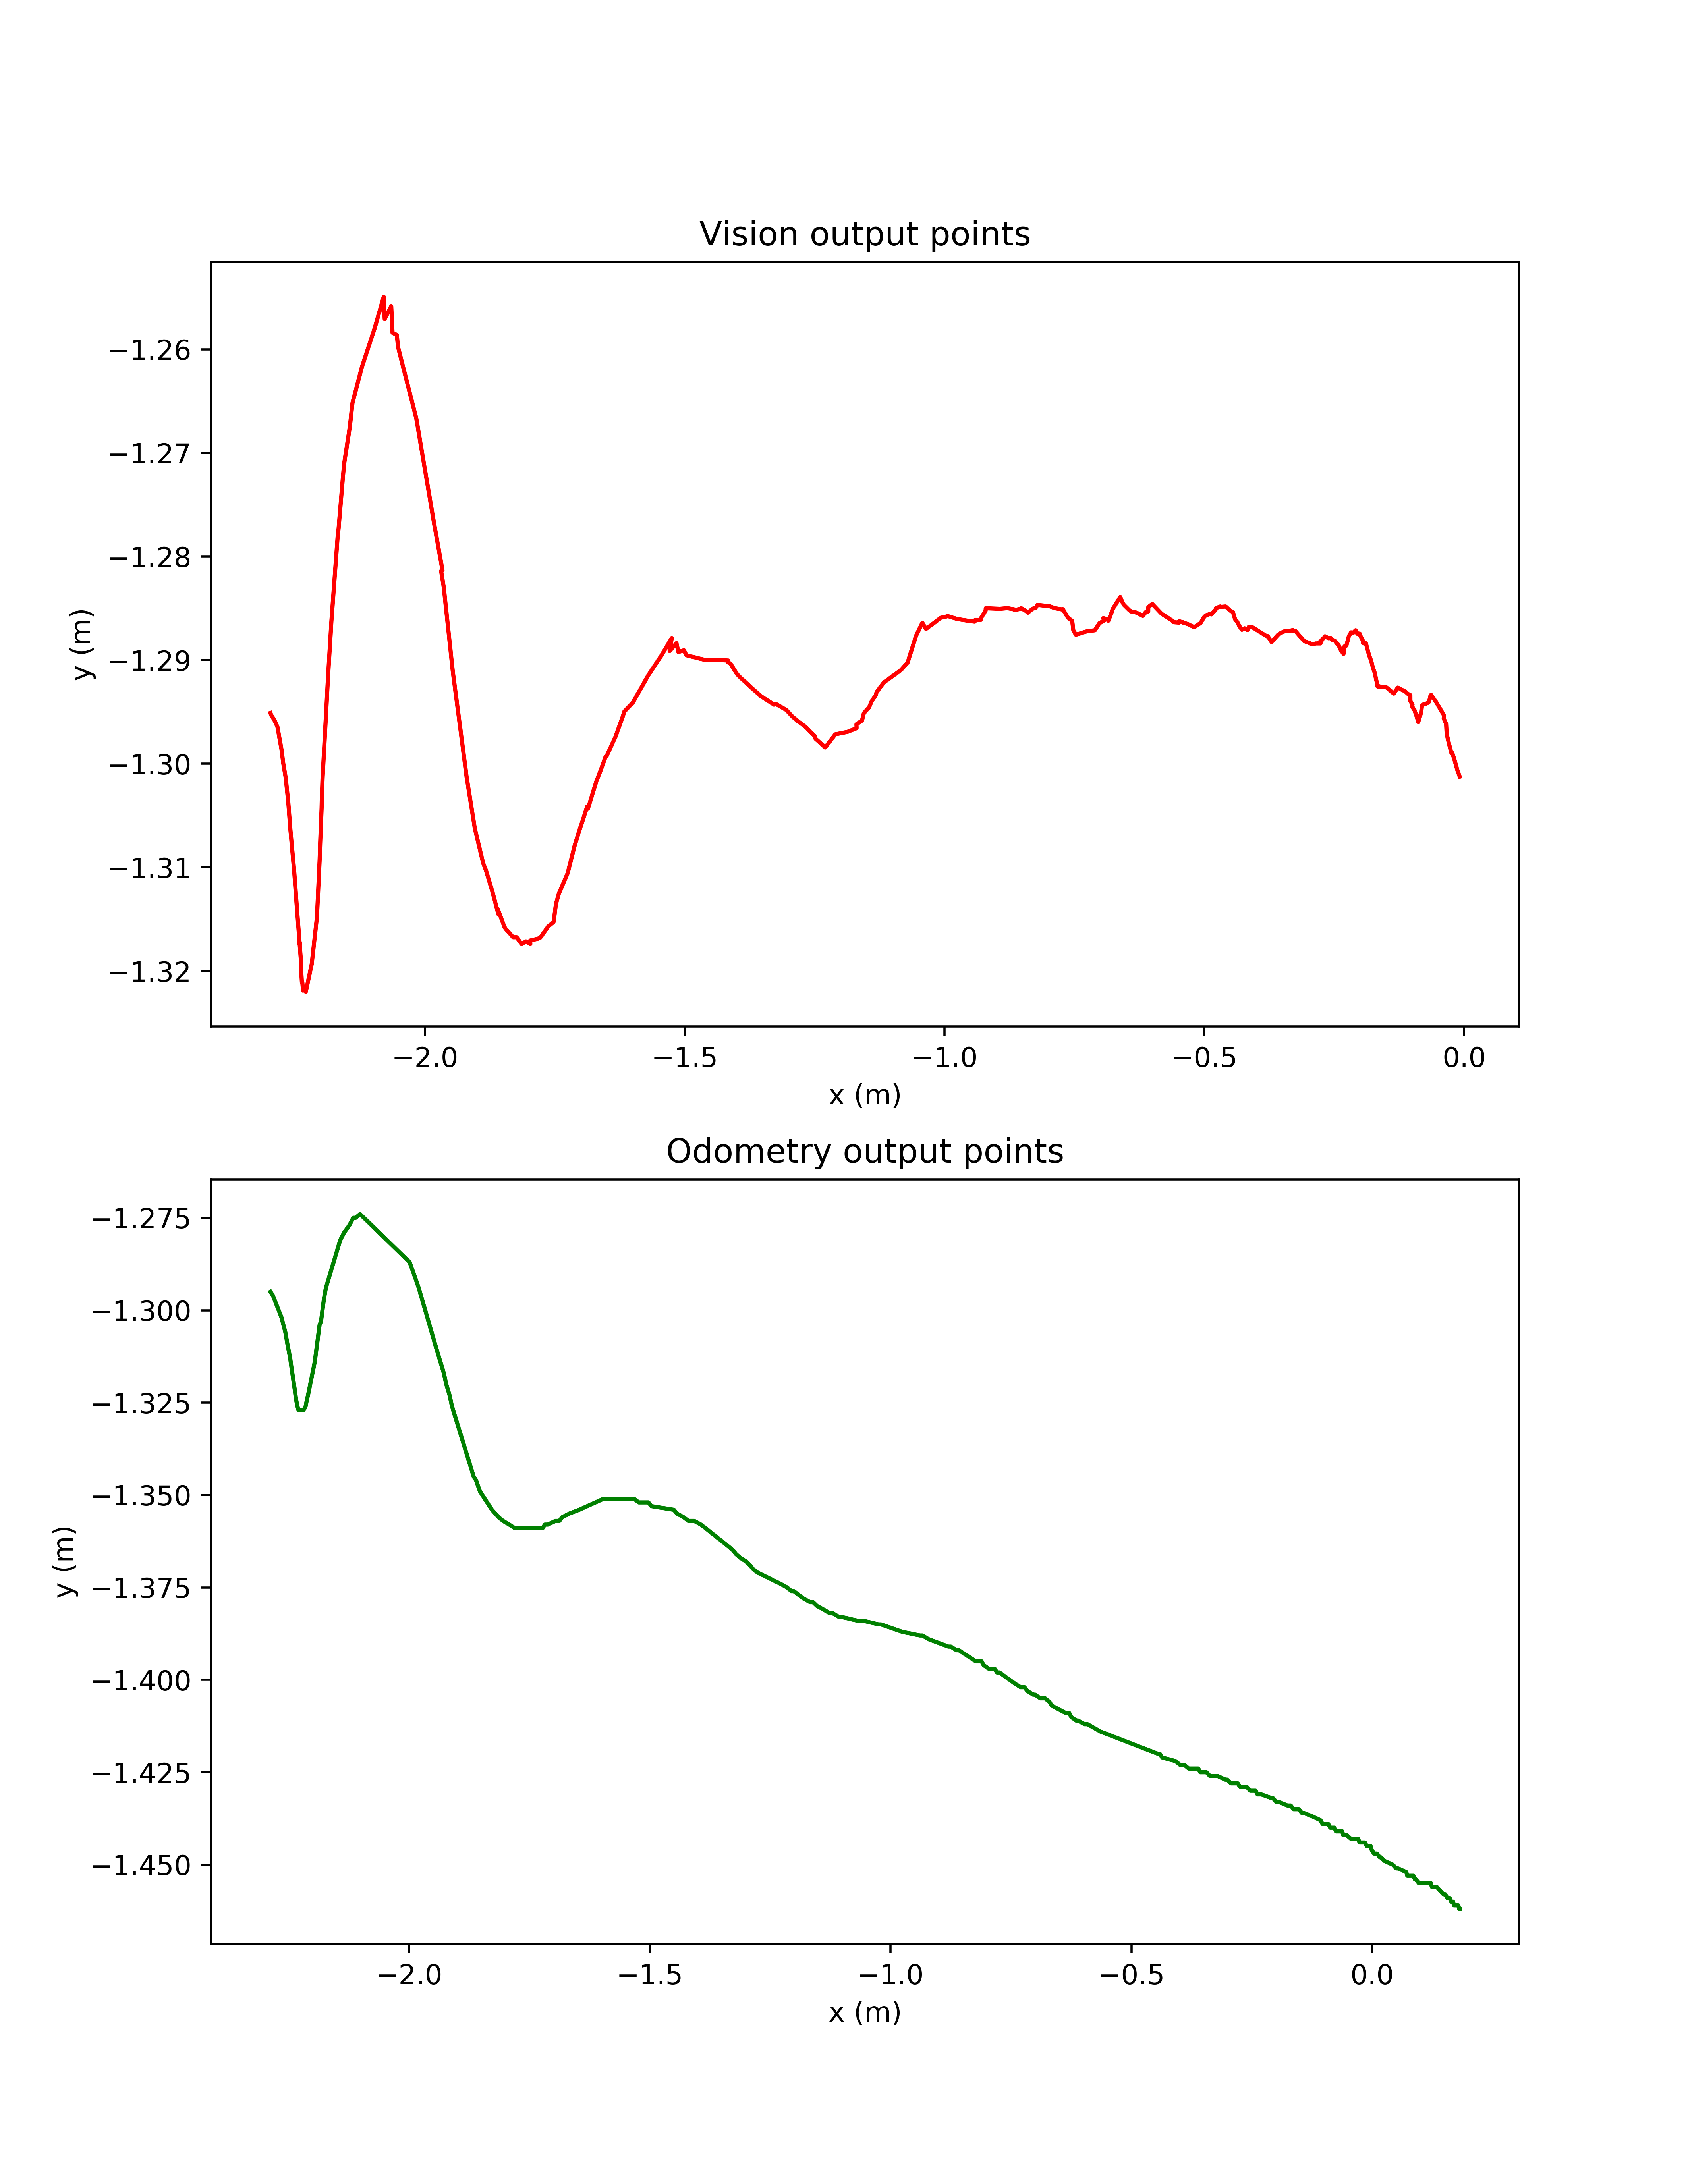 Vision output points
−1.26
−1.27
−1.28
−1.29
−1.30
−1.31
−1.32
y (m)
−2.0 −1.5 −1.0 −0.5 0.0
x (m)
Odometry output points
−1.275
−1.300
−1.325
−1.350
−1.375
−1.400
−1.425
−1.450
y (m)
−2.0 −1.5 −1.0 −0.5 0.0
x (m)